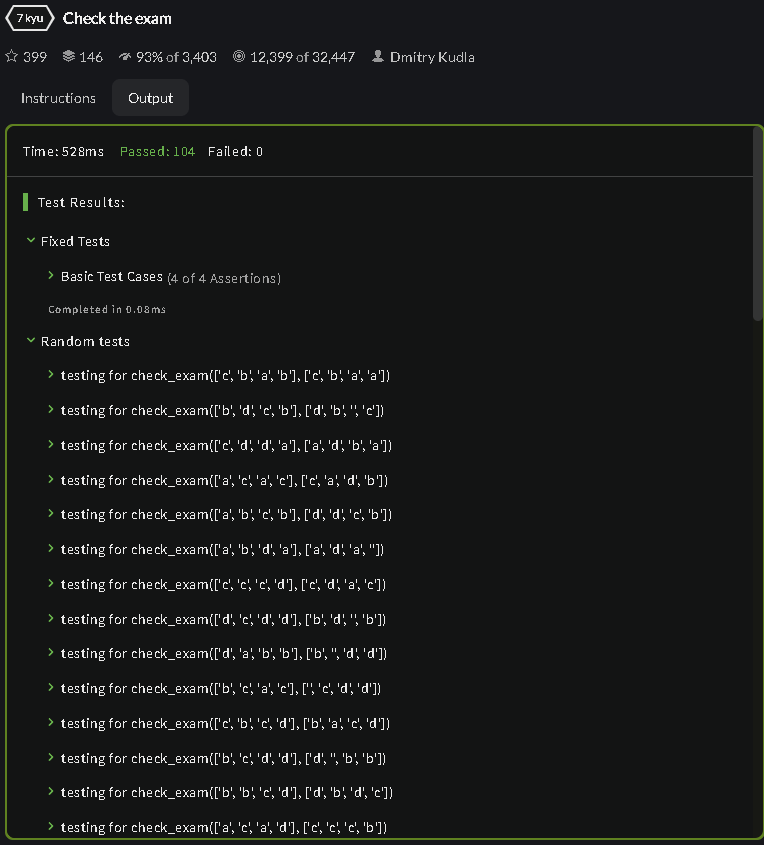 7 kyu Check the exam
399 146 93% of 3,403 12,399 of 32,447 Dmitry Kudla
Instructions Output
Time: 528ms Passed: 104 Failed: 0
Test Results:
Fixed Tests
Basic Test Cases (4 of 4 Assertions)
Completed in 0.08ms
Random tests
testing for check_exam(['c', 'b', 'a', 'b'], ['c', 'b', 'a', 'a'])
testing for check_exam(['b', 'd', 'c', 'b'], ['d', 'b', '', 'c'])
testing for check_exam(['c', 'd', 'd', 'a'], ['a', 'd', 'b', 'a'])
testing for check_exam(['a', 'c', 'a', 'c'], ['c', 'a', 'd', 'b'])
testing for check_exam(['a', 'b', 'c', 'b'], ['d', 'd', 'c', 'b'])
testing for check_exam(['a', 'b', 'd', 'a'], ['a', 'd', 'a', ''])
testing for check_exam(['c', 'c', 'c', 'd'], ['c', 'd', 'a', 'c'])
testing for check_exam(['d', 'c', 'd', 'd'], ['b', 'd', '', 'b'])
testing for check_exam(['d', 'a', 'b', 'b'], ['b', '', 'd', 'd'])
testing for check_exam(['b', 'c', 'a', 'c'], ['', 'c', 'd', 'd'])
testing for check_exam(['c', 'b', 'c', 'd'], ['b', 'a', 'c', 'd'])
testing for check_exam(['b', 'c', 'd', 'd'], ['d', '', 'b', 'b'])
testing for check_exam(['b', 'b', 'c', 'd'], ['d', 'b', 'd', 'c'])
testing for check_exam(['a', 'c', 'a', 'd'], ['c', 'c', 'c', 'b'])